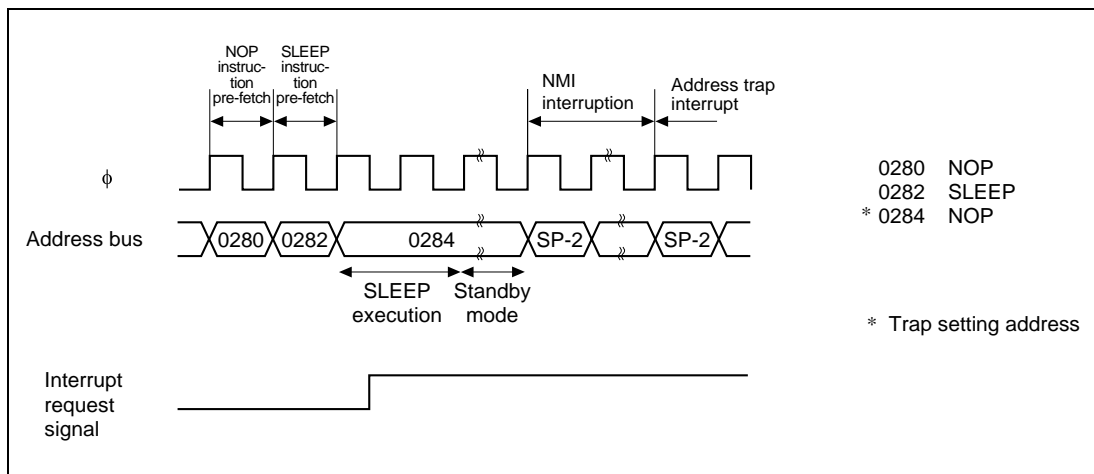 NOP
instruc-
tion
pre-fetch
SLEEP
instruc-
tion
pre-fetch
NMI
interruption
Address trap
interrupt
ϕ
0280 NOP
0282 SLEEP
* 0284 NOP
Address bus
0280
0282
0284
SP-2
SP-2
SLEEP
execution
Standby
mode
* Trap setting address
Interrupt
request
signal